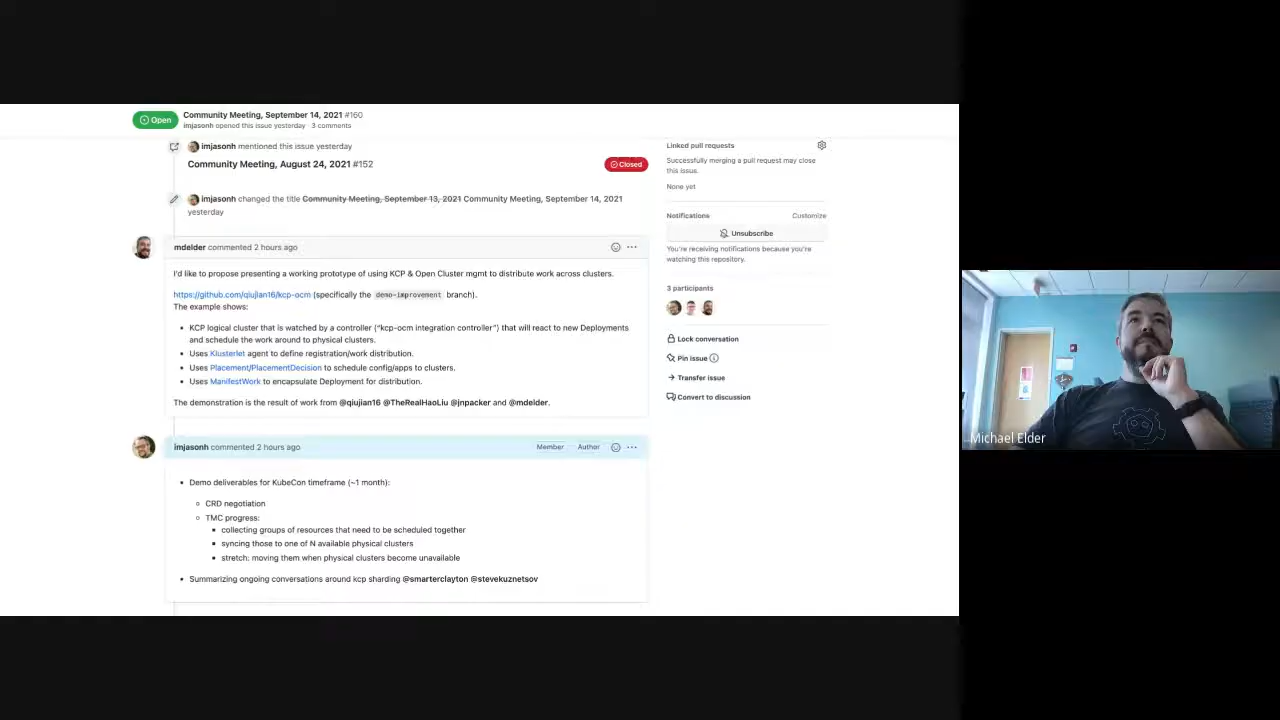 Open
Community Meeting, September 14, 2021 #160
imjasonh opened this issue yesterday · 3 comments
imjasonh mentioned this issue yesterday
Community Meeting, August 24, 2021 #152
Closed
imjasonh changed the title Community Meeting, September 13, 2021 Community Meeting, September 14, 2021
yesterday
mdelder commented 2 hours ago
I'd like to propose presenting a working prototype of using KCP & Open Cluster mgmt to distribute work across clusters.
https://github.com/qiujian16/kcp-ocm (specifically the demo-improvement branch).
The example shows:
• KCP logical cluster that is watched by a controller ("kcp-ocm integration controller") that will react to new Deployments
and schedule the work around to physical clusters.
• Uses Klusterlet agent to define registration/work distribution.
• Uses Placement/PlacementDecision to schedule config/apps to clusters.
• Uses ManifestWork to encapsulate Deployment for distribution.
The demonstration is the result of work from @qiujian16 @TheRealHaoLiu @jnpacker and @mdelder.
imjasonh commented 2 hours ago
Member Author
• Demo deliverables for KubeCon timeframe (~1 month):
◦ CRD negotiation
◦ TMC progress:
▪ collecting groups of resources that need to be scheduled together
▪ syncing those to one of N available physical clusters
▪ stretch: moving them when physical clusters become unavailable
• Summarizing ongoing conversations around kcp sharding @smarterclayton @stevekuznetsov
Linked pull requests
Successfully merging a pull request may close
this issue.
None yet
Notifications Customize
Unsubscribe
You're receiving notifications because you're
watching this repository.
3 participants
Lock conversation
Pin issue
Transfer issue
Convert to discussion
Michael Elder